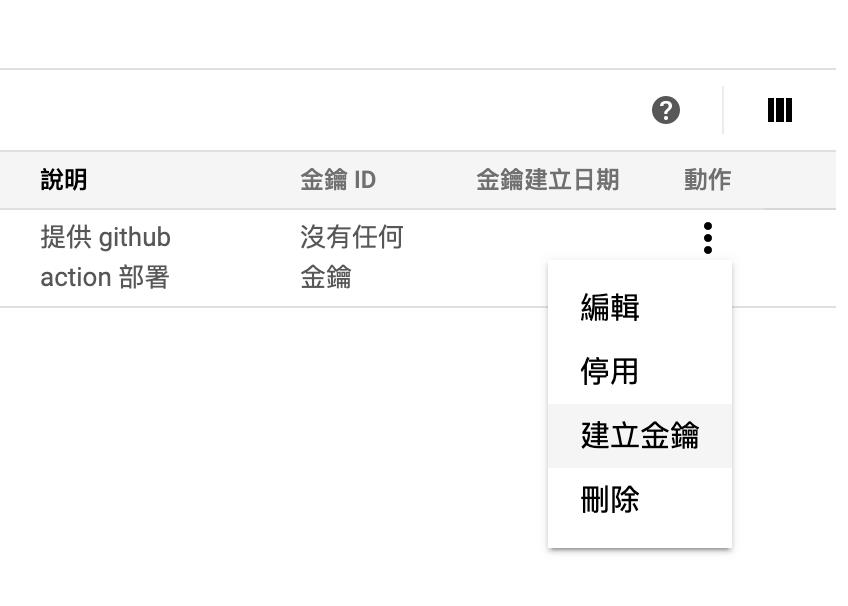 說明 金鑰 ID 金鑰建立日期 動作
提供 github 沒有任何
action 部署 金鑰
編輯
停用
建立金鑰
刪除